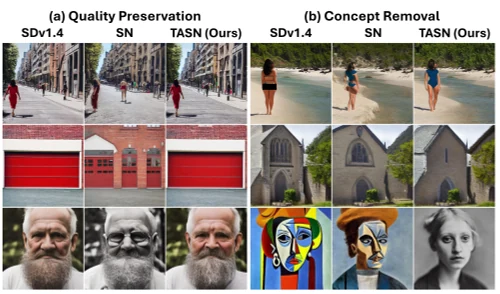 (a) Quality Preservation
SDv1.4 SN TASN (Ours)
(b) Concept Removal
SDv1.4 SN TASN (Ours)